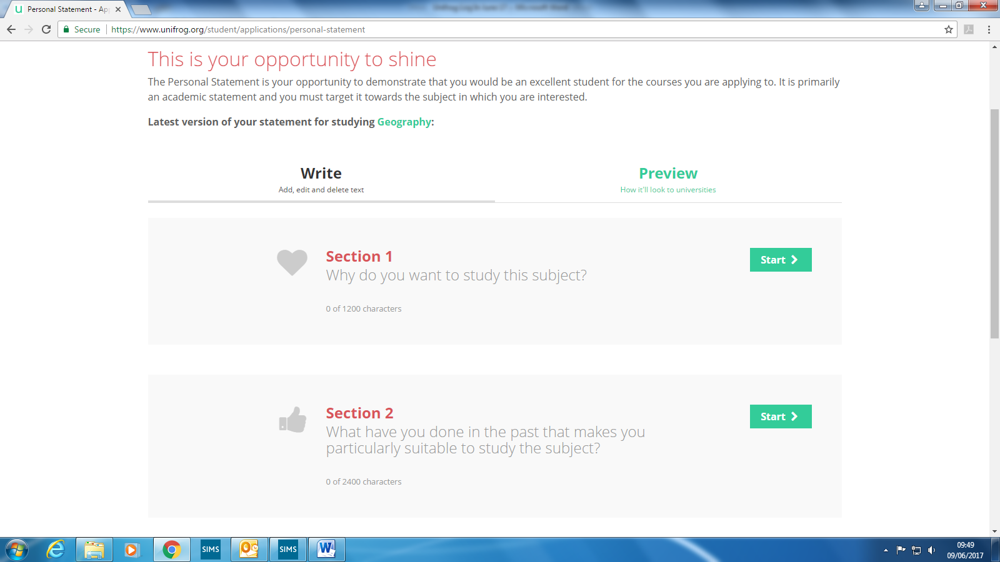 Personal Statement - Ap
Secure
https://www.unifrog.org/student/applications/personal-statement
This is your opportunity to shine
The Personal Statement is your opportunity to demonstrate that you would be an excellent student for the courses you are applying to. It is primarily
an academic statement and you must target it towards the subject in which you are interested.
Latest version of your statement for studying Geography:
Write
Add, edit and delete text
Preview
How it'll look to universities
Section 1
Why do you want to study this subject?
0 of 1200 characters
Start
Section 2
What have you done in the past that makes you
particularly suitable to study the subject?
0 of 2400 characters
Start
SIMS
SIMS
09:49
09/06/2017